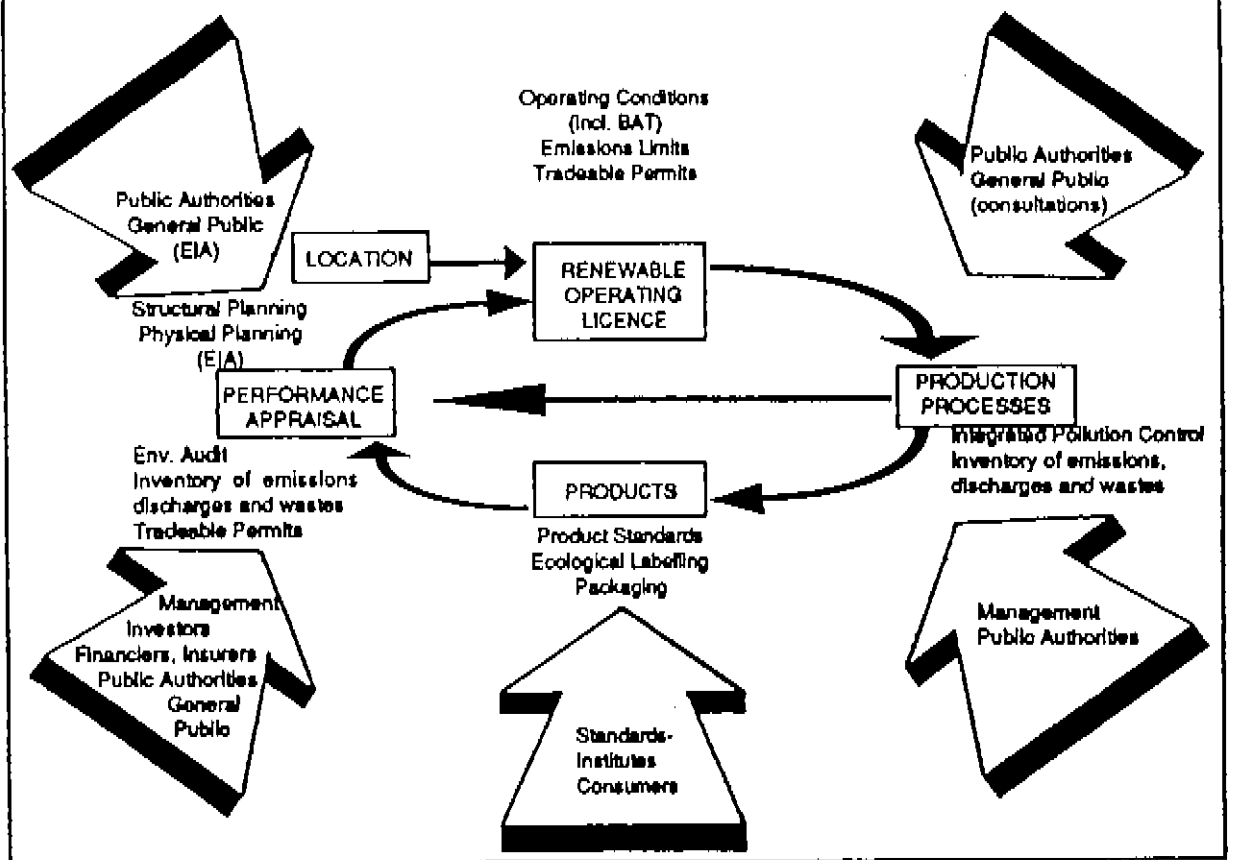 Operating Conditions
(Incl. BAT)
Emissions Limits
Tradeable Permits
Public Authorities
General Public
(EIA)
Public Authorities
General Public
(consultations)
LOCATION
RENEWABLE
OPERATING
LICENCE
Structural Planning
Physical Planning
(EIA)
PERFORMANCE
APPRAISAL
PRODUCTION
PROCESSES
Env. Audit
Inventory of emissions
discharges and wastes
Tradeable Permits
PRODUCTS
Integrated Pollution Control
Inventory of emissions,
discharges and wastes
Product Standards
Ecological Labelling
Packaging
Management
Investors
Financiers, Insurers
Public Authorities
General
Public
Management
Public Authorities
Standards-
Institutes
Consumers